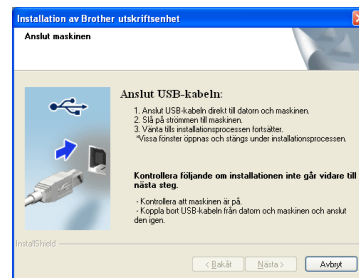 Installation av Brother utskriftsenhet
Anslut maskinen
Anslut USB-kabeln:
1. Anslut USB-kabeln direkt till datorn och maskinen.
2. Slå på strömmen till maskinen.
3. Vänta tills installationsprocessen fortsätter.
*Vissa fönster öppnas och stängs under installationsprocessen.
Kontrollera följande om installationen inte går vidare till
nästa steg.
- Kontrollera att maskinen är på.
- Koppla bort USB-kabeln från datorn och maskinen och anslut
den igen.
InstallShield
< Bakåt
Nästa >
Avbryt